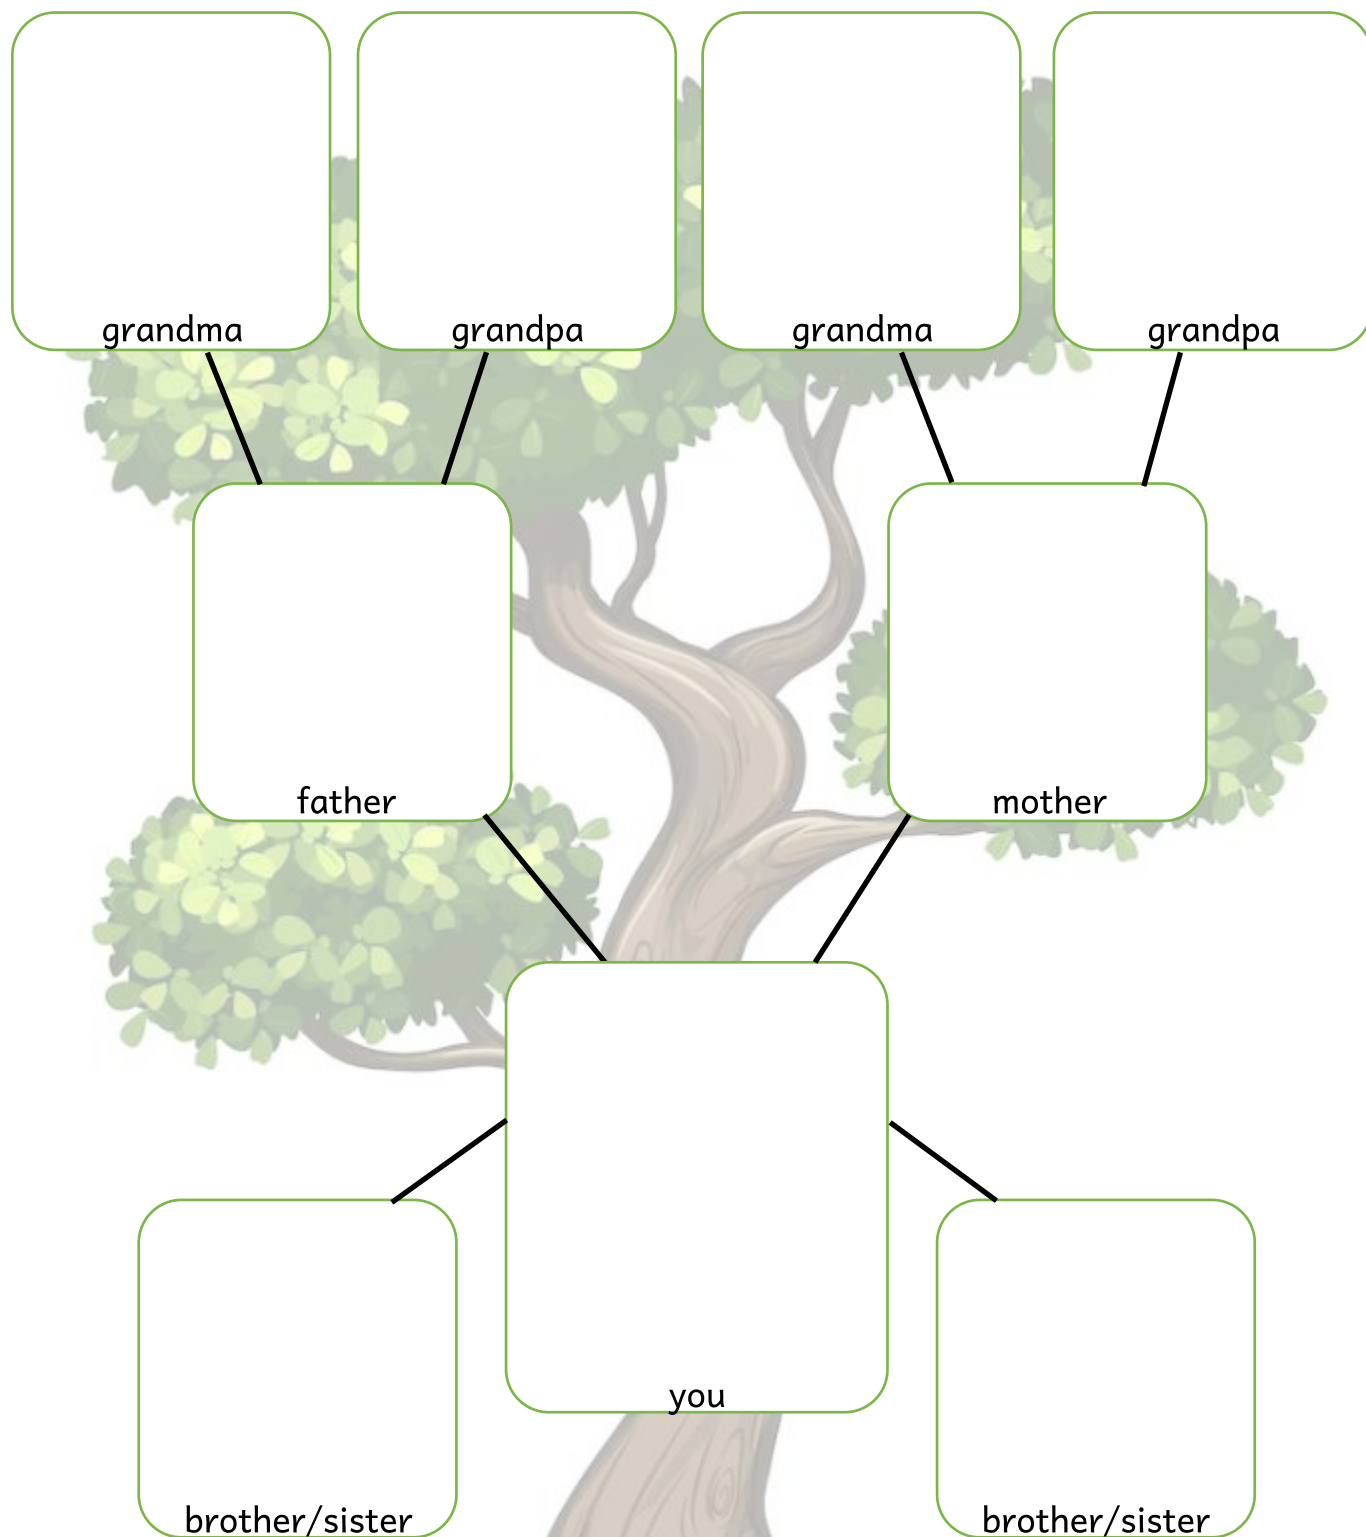 grandma
grandpa
grandma
grandpa
father
mother
you
brother/sister
brother/sister